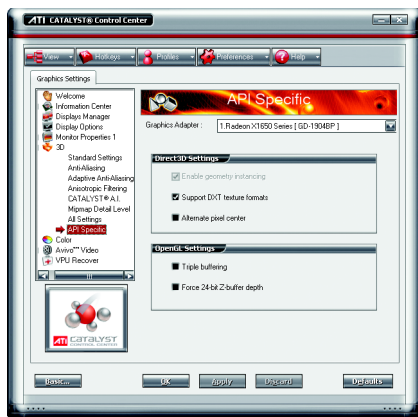 ATI CATALYST® Control Center
View
Hotkeys
Profiles
Preferences
Help
Graphics Settings
Welcome
Information Center
Displays Manager
Display Options
Monitor Properties 1
3D
Standard Settings
Anti-Aliasing
Adaptive Anti-Aliasing
Anisotropic Filtering
CATALYST® A.I.
Mipmap Detail Level
All Settings
API Specific
Color
Avivo™ Video
VPU Recover
API Specific
Graphics Adapter :
1.Radeon X1650 Series [ GD-1904BP ]
Direct3D Settings
Enable geometry instancing
Support DXT texture formats
Alternate pixel center
OpenGL Settings
Triple buffering
Force 24-bit Z-buffer depth
ATI CATALYST
CONTROL CENTER
Basic...
OK
Apply
Discard
Defaults